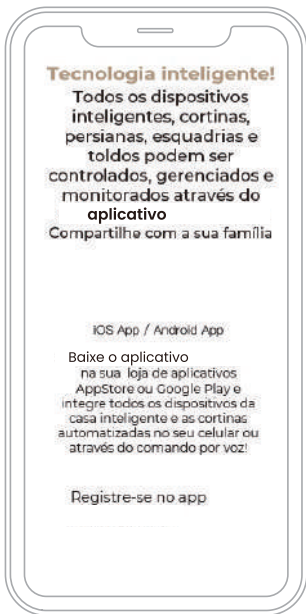 Tecnologia inteligente!
Todos os dispositivos
inteligentes, cortinas,
persianas, esquadrias e
toldos podem ser
controlados, gerenciados e
monitorados através do
aplicativo
Compartilhe com a sua família
iOS App / Android App
Baixe o aplicativo
na sua loja de aplicativos
AppStore ou Google Play e
integre todos os dispositivos da
casa inteligente e as cortinas
automatizadas no seu celular ou
através do comando por voz!
Registre-se no app